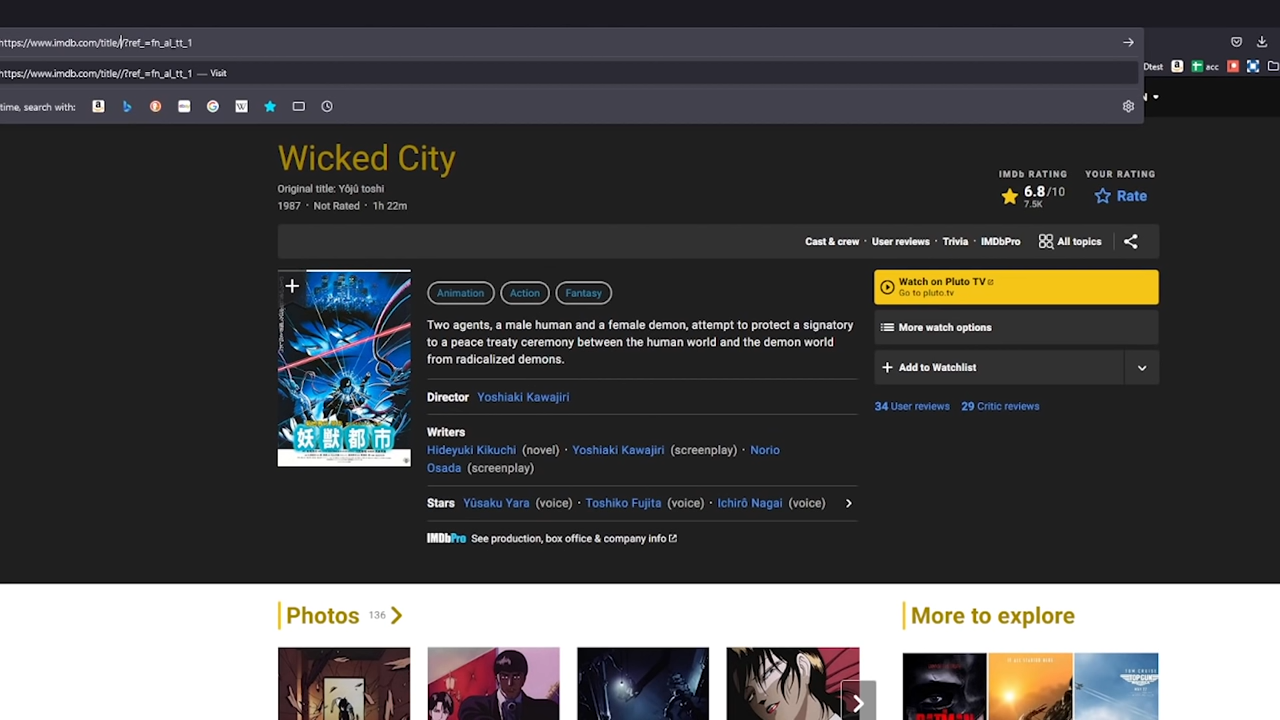 https://www.imdb.com/title//?ref_=fn_al_tt_1
https://www.imdb.com/title//?ref_=fn_al_tt_1 — Visit
Dtest acc
time, search with:
N
Wicked City
Original title: Yôjû toshi
1987 · Not Rated · 1h 22m
IMDb RATING YOUR RATING
6.8/10 Rate
7.5K
Cast & crew · User reviews · Trivia · IMDbPro All topics
Animation Action Fantasy
Two agents, a male human and a female demon, attempt to protect a signatory
to a peace treaty ceremony between the human world and the demon world
from radicalized demons.
Director Yoshiaki Kawajiri
Writers
Hideyuki Kikuchi (novel) · Yoshiaki Kawajiri (screenplay) · Norio
Osada (screenplay)
Stars Yûsaku Yara (voice) · Toshiko Fujita (voice) · Ichirô Nagai (voice)
IMDbPro See production, box office & company info
妖獣都市
Watch on Pluto TV
Go to pluto.tv
More watch options
Add to Watchlist
34 User reviews 29 Critic reviews
Photos 136
More to explore
TOM CRUISE
TOP GUN